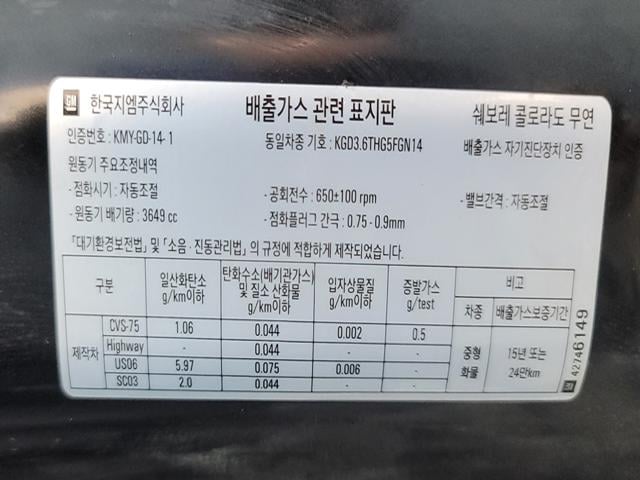 GM 한국지엠주식회사 배출가스 관련 표지판 쉐보레 콜로라도 무연
인증번호 : KMY-GD-14-1 동일차종 기호 : KGD3.6THG5FGN14 배출가스 자기진단장치 인증
원동기 주요조정내역
- 점화시기 : 자동조절 - 공회전수 : 650±100 rpm - 밸브간격 : 자동조절
- 원동기 배기량 : 3649 cc - 점화플러그 간극 : 0.75 - 0.9mm
「대기환경보전법」 및 「소음·진동관리법」 의 규정에 적합하게 제작되었습니다.
구분 일산화탄소 g/km이하 탄화수소(배기관가스) 및 질소 산화물 g/km이하 입자상물질 g/km이하 증발가스 g/test 비고
차종 배출가스보증기간
제작차 CVS-75 1.06 0.044 0.002 0.5 중형 화물 15년 또는 24만km
Highway - 0.044 - -
US06 5.97 0.075 0.006 -
SC03 2.0 0.044 - -
42746149